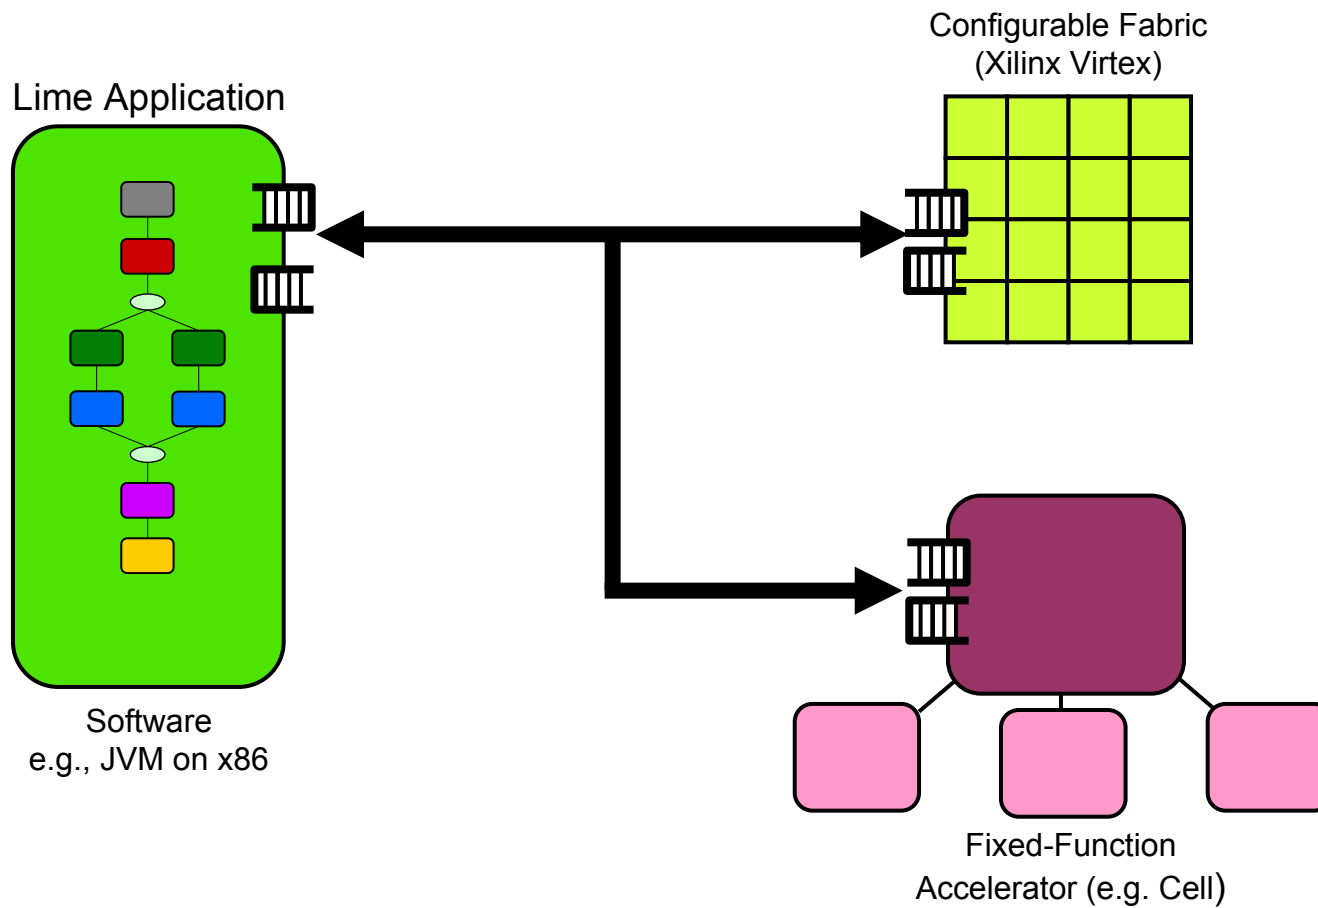 Configurable Fabric
(Xilinx Virtex)
Lime Application
Software
e.g., JVM on x86
Fixed-Function
Accelerator (e.g. Cell)